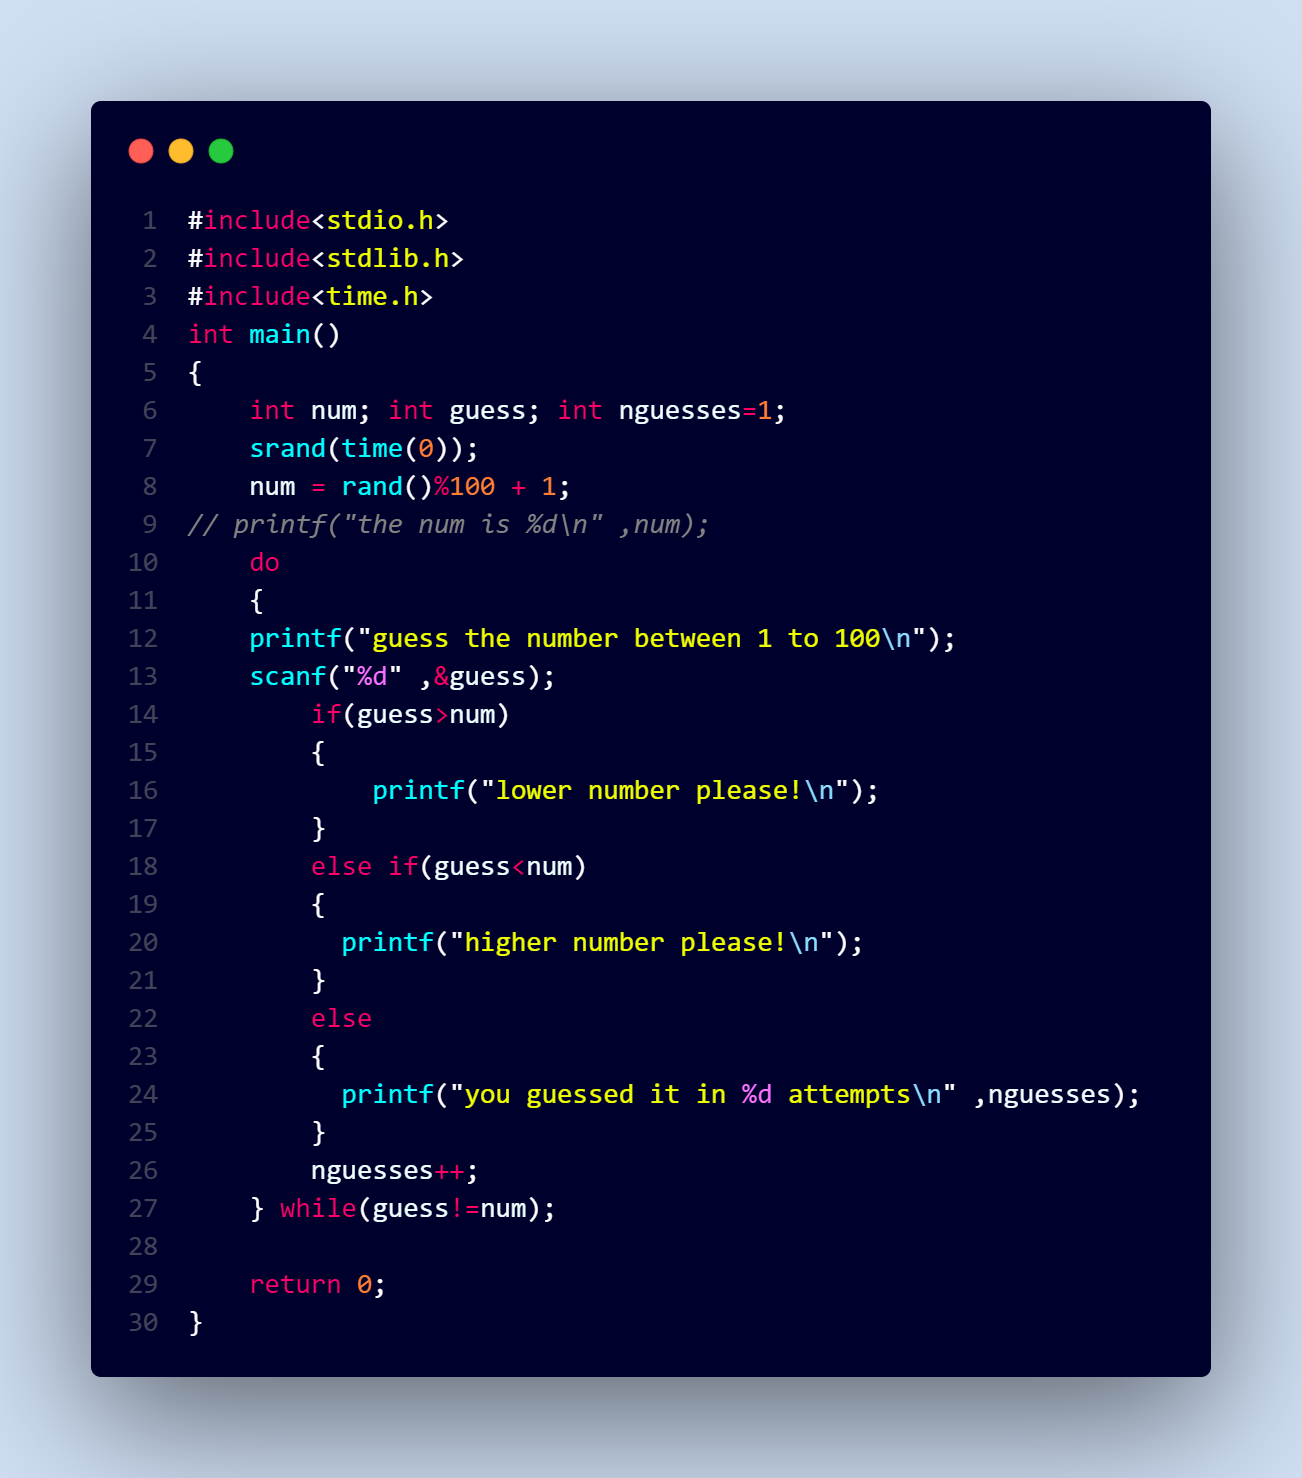 1 #include<stdio.h>
2 #include<stdlib.h>
3 #include<time.h>
4 int main()
5 {
6     int num; int guess; int nguesses=1;
7     srand(time(0));
8     num = rand()%100 + 1;
9 // printf("the num is %d\n" ,num);
10     do
11     {
12     printf("guess the number between 1 to 100\n");
13     scanf("%d" ,&guess);
14         if(guess>num)
15         {
16             printf("lower number please!\n");
17         }
18         else if(guess<num)
19         {
20           printf("higher number please!\n");
21         }
22         else
23         {
24           printf("you guessed it in %d attempts\n" ,nguesses);
25         }
26         nguesses++;
27     } while(guess!=num);
28
29     return 0;
30 }